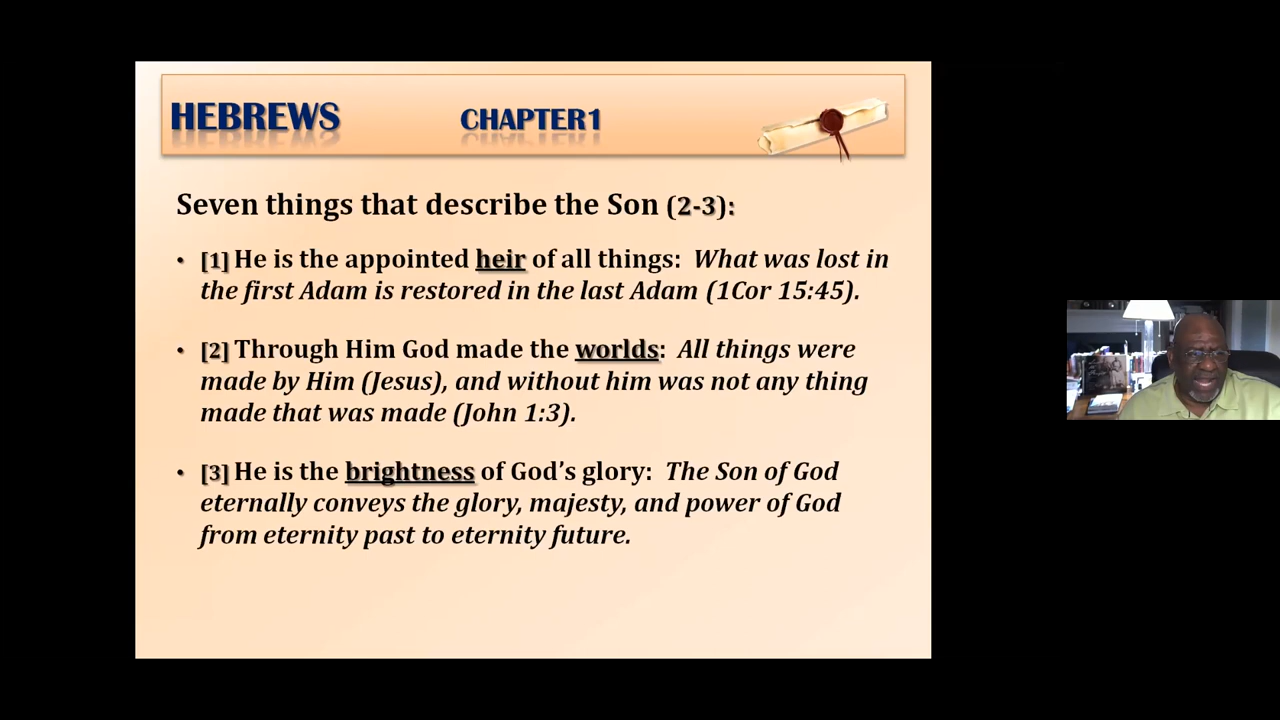 HEBREWS CHAPTER1
Seven things that describe the Son (2-3):
• [1] He is the appointed heir of all things: What was lost in
the first Adam is restored in the last Adam (1Cor 15:45).
• [2] Through Him God made the worlds: All things were
made by Him (Jesus), and without him was not any thing
made that was made (John 1:3).
• [3] He is the brightness of God’s glory: The Son of God
eternally conveys the glory, majesty, and power of God
from eternity past to eternity future.